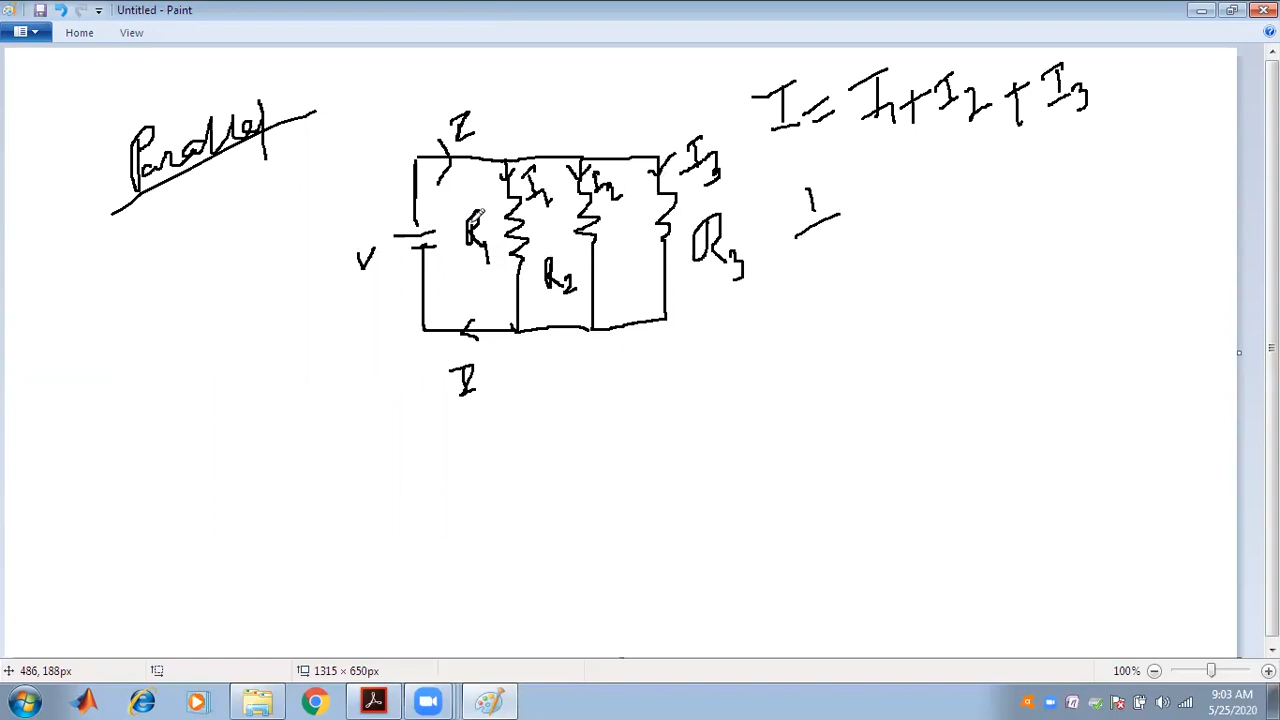 Untitled - Paint
Home
View
Parallel
I = I1 + I2 + I3
I
I1
I2
I3
1
V
R1
R2
R3
I
486, 188px
1315 × 650px
100%
9:03 AM
5/25/2020